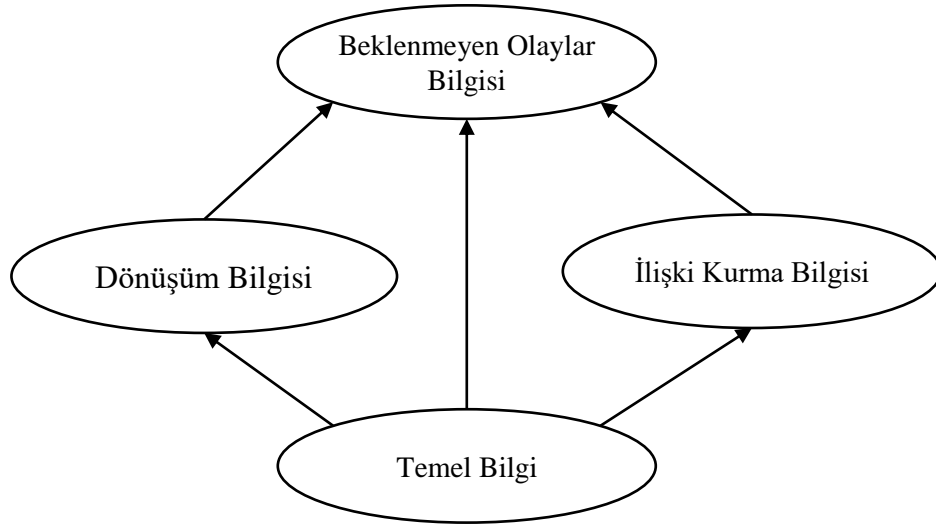 Beklenmeyen Olaylar
Bilgisi
Dönüşüm Bilgisi
İlişki Kurma Bilgisi
Temel Bilgi